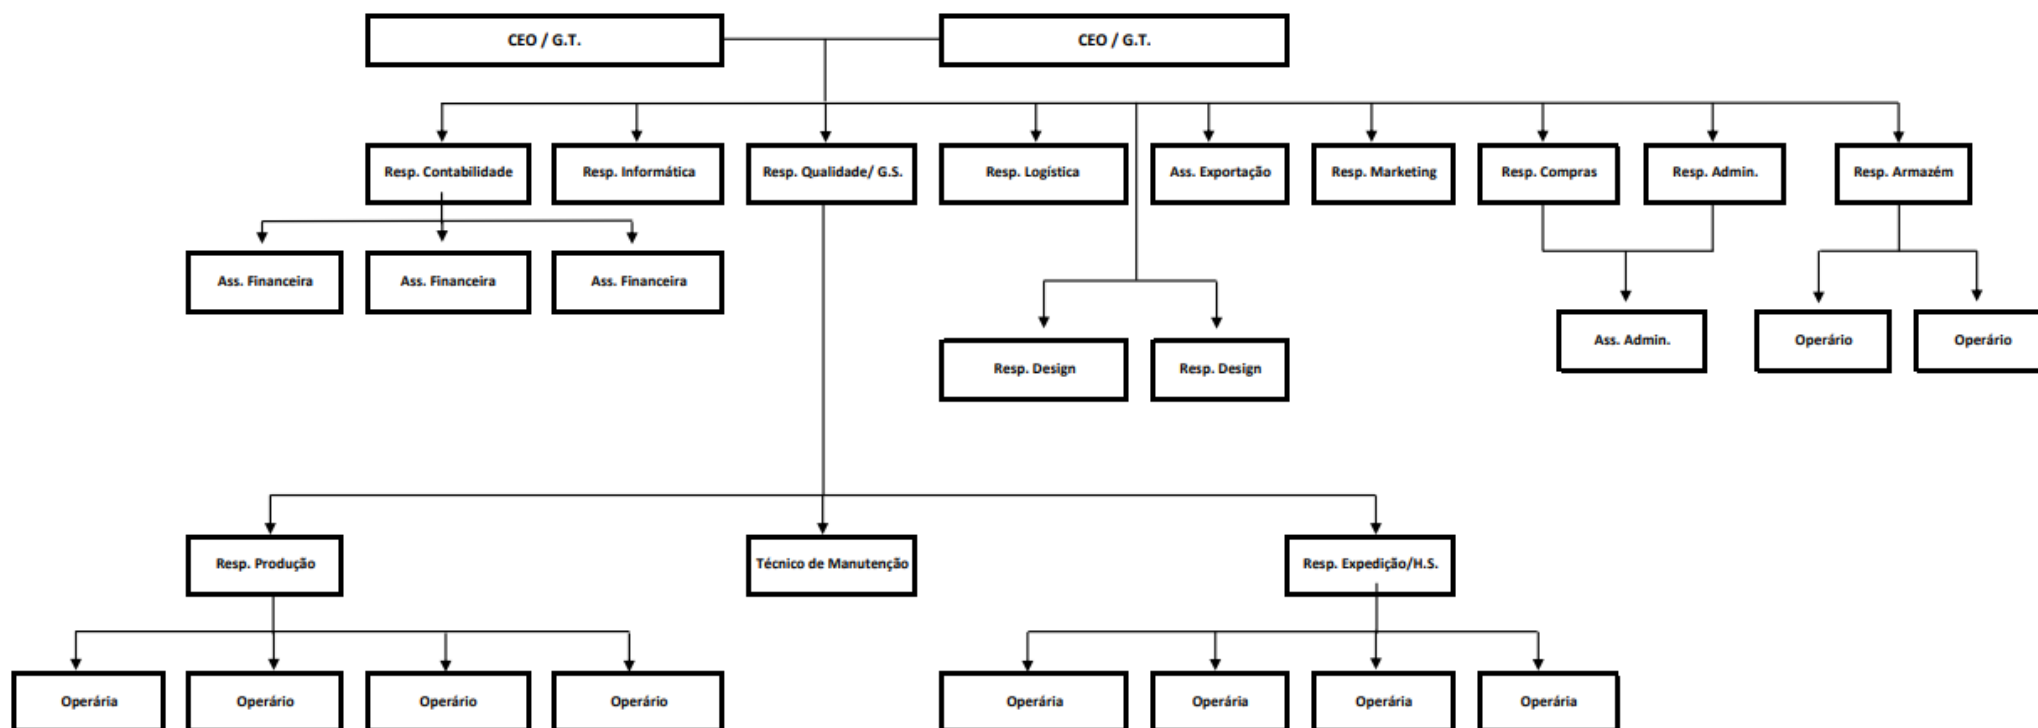 CEO / G.T.
CEO / G.T.
Resp. Contabilidade
Resp. Informática
Resp. Qualidade/ G.S.
Resp. Logística
Ass. Exportação
Resp. Marketing
Resp. Compras
Resp. Admin.
Resp. Armazém
Ass. Financeira
Ass. Financeira
Ass. Financeira
Ass. Admin.
Operário
Operário
Resp. Design
Resp. Design
Resp. Produção
Técnico de Manutenção
Resp. Expedição/H.S.
Operária
Operário
Operário
Operário
Operária
Operária
Operária
Operária